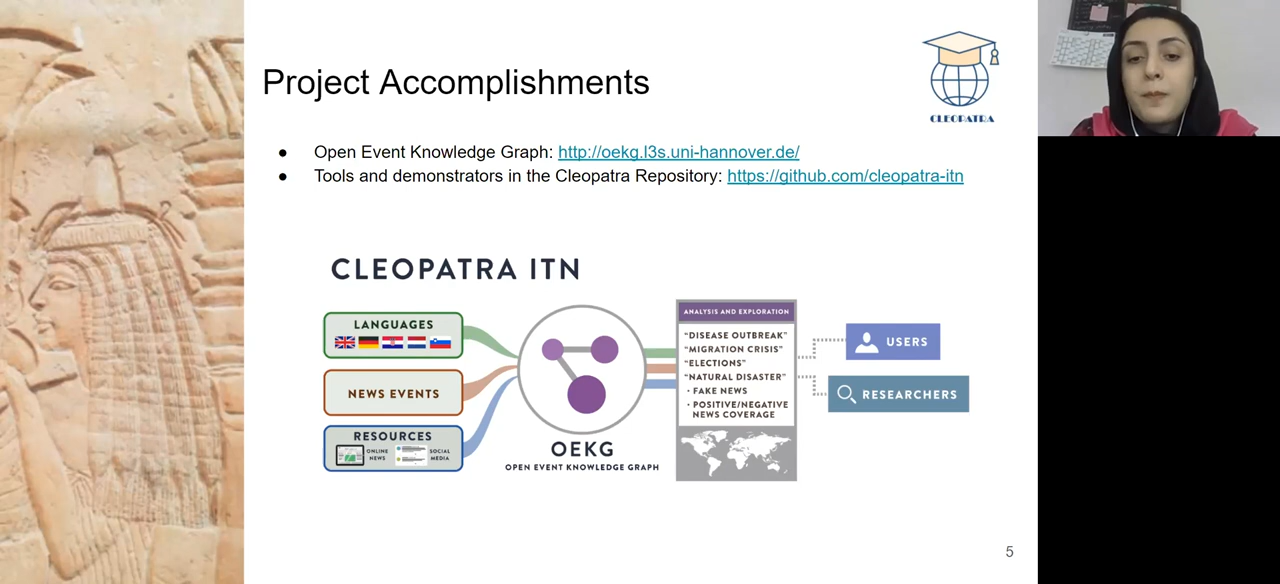 Project Accomplishments
CLEOPATRA
● Open Event Knowledge Graph: http://oekg.l3s.uni-hannover.de/
● Tools and demonstrators in the Cleopatra Repository: https://github.com/cleopatra-itn
CLEOPATRA ITN
LANGUAGES
NEWS EVENTS
RESOURCES
ONLINE
NEWS
SOCIAL
MEDIA
OEKG
OPEN EVENT KNOWLEDGE GRAPH
ANALYSIS AND EXPLORATION
"DISEASE OUTBREAK"
"MIGRATION CRISIS"
"ELECTIONS"
"NATURAL DISASTER"
· FAKE NEWS
· POSITIVE/NEGATIVE
NEWS COVERAGE
USERS
RESEARCHERS
5